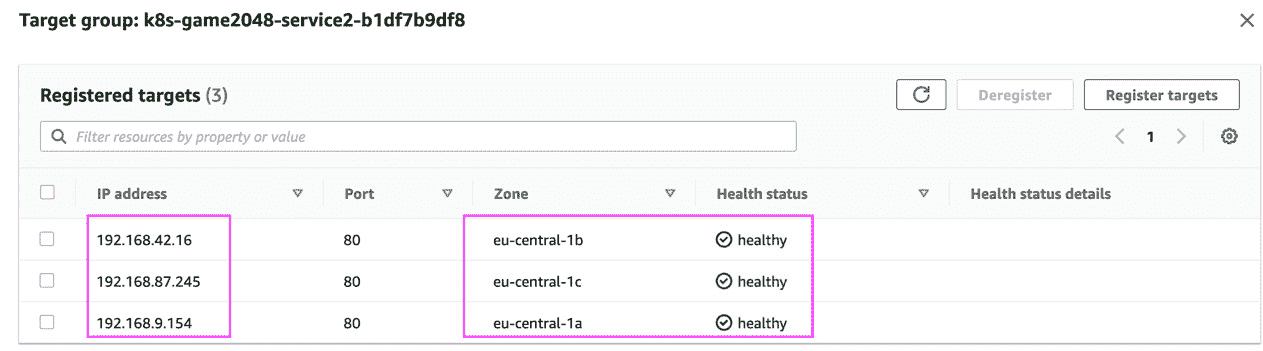 Target group: k8s-game2048-service2-b1df7b9df8
Registered targets (3)
Deregister
Register targets
Filter resources by property or value
1
IP address Port Zone Health status Health status details
192.168.42.16 80 eu-central-1b healthy
192.168.87.245 80 eu-central-1c healthy
192.168.9.154 80 eu-central-1a healthy